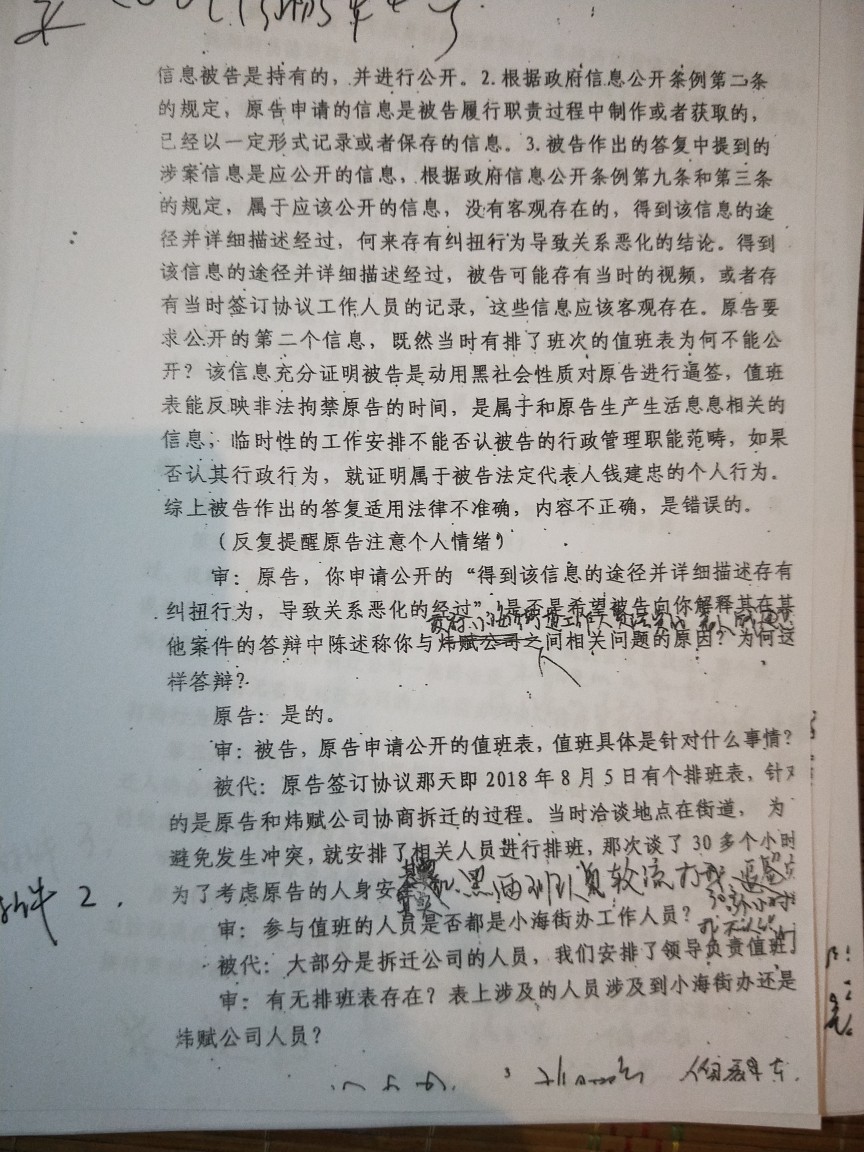 信息被告是持有的，并进行公开。2.根据政府信息公开条例第二条
的规定，原告申请的信息是被告履行职责过程中制作或者获取的，
已经以一定形式记录或者保存的信息。3.被告作出的答复中提到的
涉案信息是应公开的信息，根据政府信息公开条例第九条和第三条
的规定，属于应该公开的信息，没有客观存在的，得到该信息的途
径并详细描述经过，何来存有纠扭行为导致关系恶化的结论。得到
该信息的途径并详细描述经过，被告可能存有当时的视频，或者存
有当时签订协议工作人员的记录，这些信息应该客观存在。原告要
求公开的第二个信息，既然当时有排了班次的值班表为何不能公
开？该信息充分证明被告是动用黑社会性质对原告进行逼签，值班
表能反映非法拘禁原告的时间，是属于和原告生产生活息息相关的
信息，临时性的工作安排不能否认被告的行政管理职能范畴，如果
否认其行政行为，就证明属于被告法定代表人钱建忠的个人行为。
综上被告作出的答复适用法律不准确，内容不正确，是错误的。
（反复提醒原告注意个人情绪）
审：原告，你申请公开的“得到该信息的途径并详细描述存有
纠扭行为，导致关系恶化的经过”，是否是希望被告向你解释其在其
他案件的答辩中陈述称你与炜赋公司之间相关问题的原因？为何这
样答辩？
原告：是的。
审：被告，原告申请公开的值班表，值班具体是针对什么事情？
被代：原告签订协议那天即 2018 年 8 月 5 日有个排班表，针对
的是原告和炜赋公司协商拆迁的过程。当时洽谈地点在街道，为
避免发生冲突，就安排了相关人员进行排班，那次谈了 30 多个小时
为了考虑原告的人身安全，
审：参与值班的人员是否都是小海街办工作人员？
被代：大部分是拆迁公司的人员，我们安排了领导负责值班
审：有无排班表存在？表上涉及的人员涉及到小海街办还是
炜赋公司人员？
件 2.